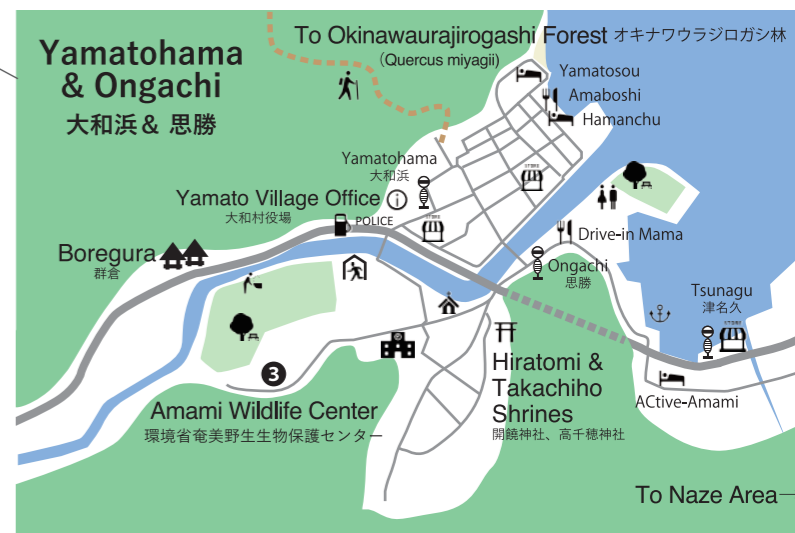 Yamatohama
& Ongachi
大和浜& 思勝
To Okinawaurajirogashi Forest オキナワウラジロガシ林
(Quercus miyagii)
Yamatosou
Amaboshi
Hamanchu
Yamatohama
大和浜
STORE
Yamato Village Office
大和村役場
POLICE
STORE
Boregura
群倉
Drive-in Mama
Ongachi
思勝
Tsunagu
津名久
STORE
Hiratomi &
Takachiho
Shrines
開饒神社、高千穂神社
ACtive-Amami
3
Amami Wildlife Center
環境省奄美野生生物保護センター
To Naze Area